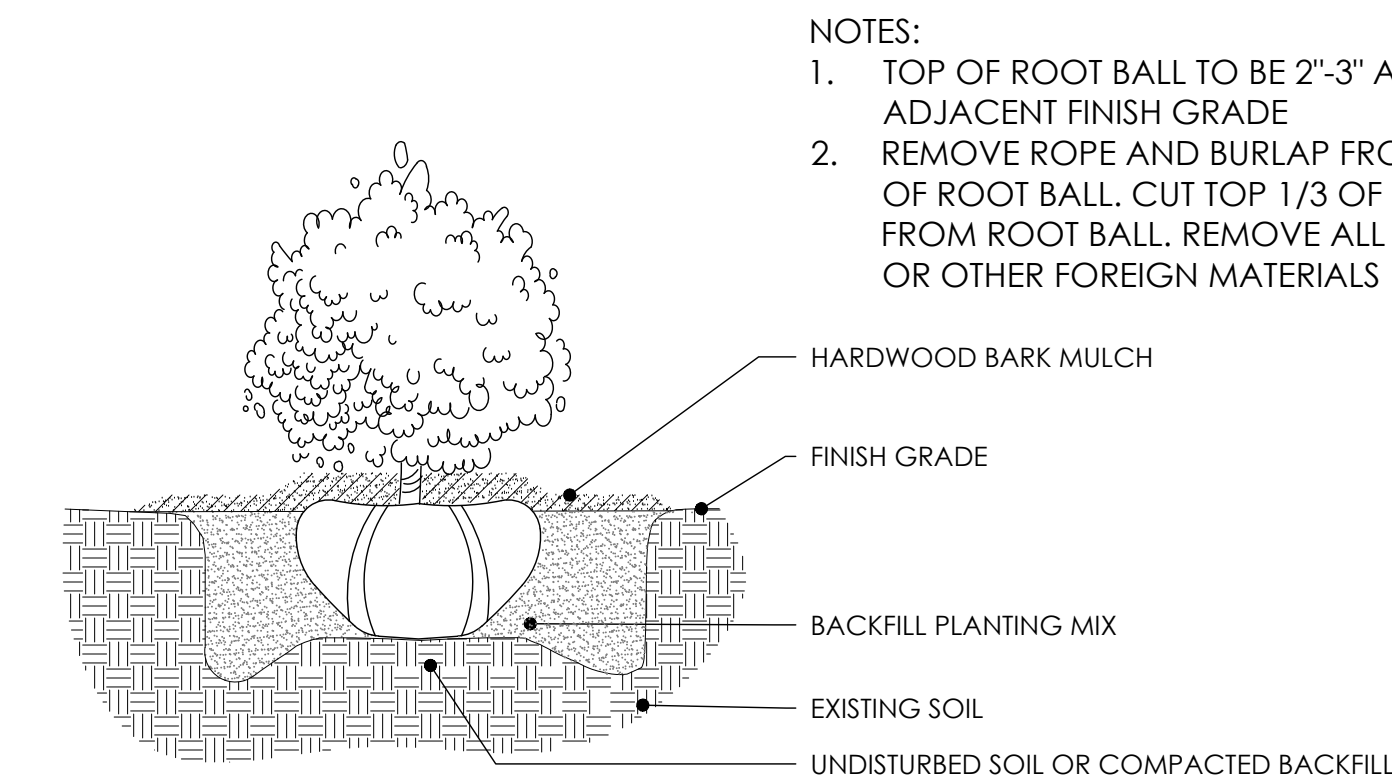 NOTES:
1. TOP OF ROOT BALL TO BE 2"-3"
ADJACENT FINISH GRADE
2. REMOVE ROPE AND BURLAP
OF ROOT BALL. CUT TOP 1/3 OF
FROM ROOT BALL. REMOVE ALL
OR OTHER FOREIGN MATERIALS
HARDWOOD BARK MULCH
FINISH GRADE
BACKFILL PLANTING MIX
EXISTING SOIL
UNDISTURBED SOIL OR COMPACTED BACKFILL